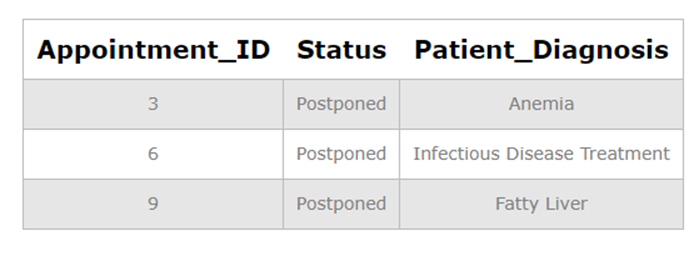 Appointment_ID Status Patient_Diagnosis
3 Postponed Anemia
6 Postponed Infectious Disease Treatment
9 Postponed Fatty Liver